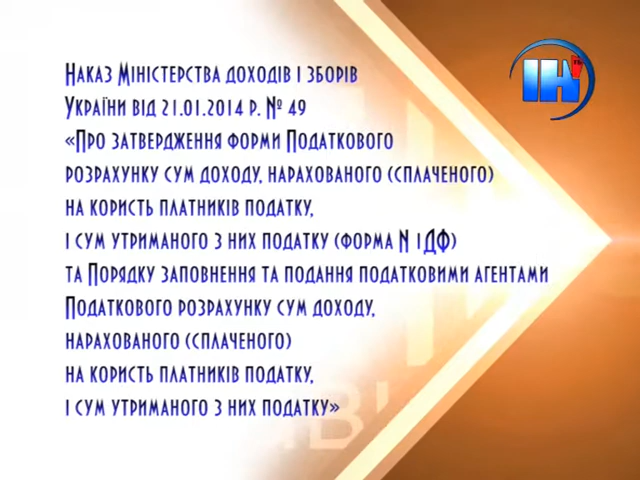 Наказ Міністерства доходів і зборів
України від 21.01.2014 р. № 49
«Про затвердження форми Податкового
розрахунку сум доходу, нарахованого (сплаченого)
на користь платників податку,
і сум утриманого з них податку (форма N 1ДФ)
та Порядку заповнення та подання податковими агентами
Податкового розрахунку сум доходу,
нарахованого (сплаченого)
на користь платників податку,
і сум утриманого з них податку»
ІН